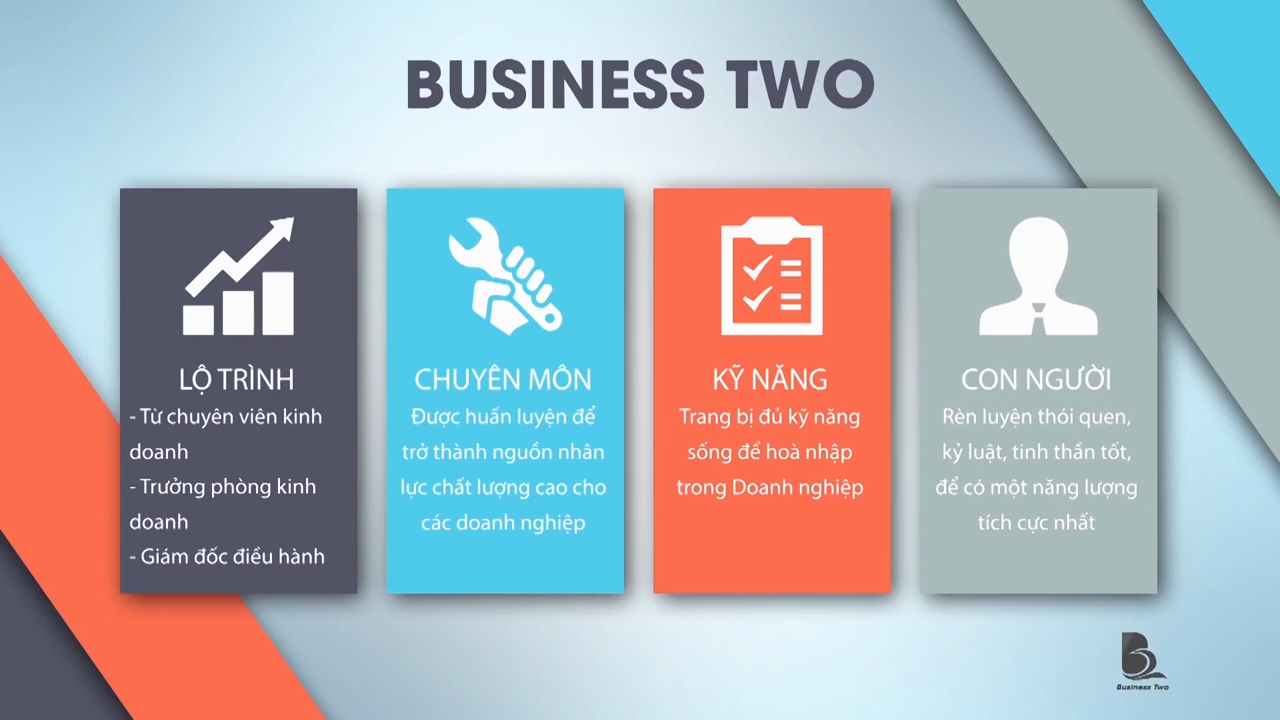 BUSINESS TWO
LỘ TRÌNH
- Từ chuyên viên kinh
doanh
- Trưởng phòng kinh
doanh
- Giám đốc điều hành
CHUYÊN MÔN
Được huấn luyện để
trở thành nguồn nhân
lực chất lượng cao cho
các doanh nghiệp
KỸ NĂNG
Trang bị đủ kỹ năng
sống để hoà nhập
trong Doanh nghiệp
CON NGƯỜI
Rèn luyện thói quen,
kỷ luật, tinh thần tốt,
để có một năng lượng
tích cực nhất
Business Two